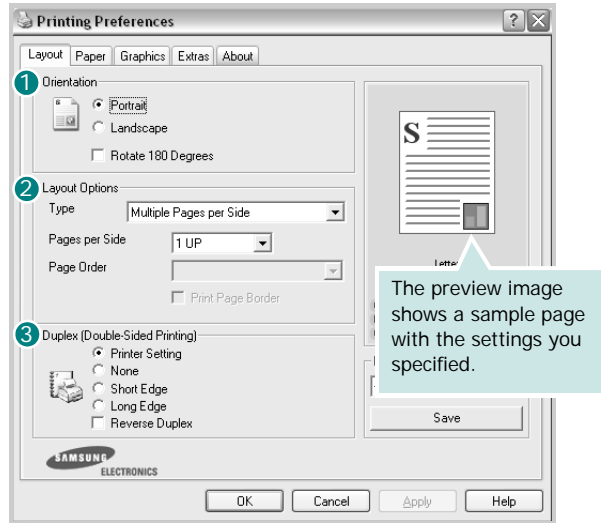 Printing Preferences
Layout Paper Graphics Extras About
1 Orientation
Portrait
Landscape
Rotate 180 Degrees
2 Layout Options
Type Multiple Pages per Side
Pages per Side 1 UP
Page Order
Print Page Border
3 Duplex (Double-Sided Printing)
Printer Setting
None
Short Edge
Long Edge
Reverse Duplex
S
The preview image
shows a sample page
with the settings you
specified.
Save
SAMSUNG
ELECTRONICS
OK Cancel Apply Help